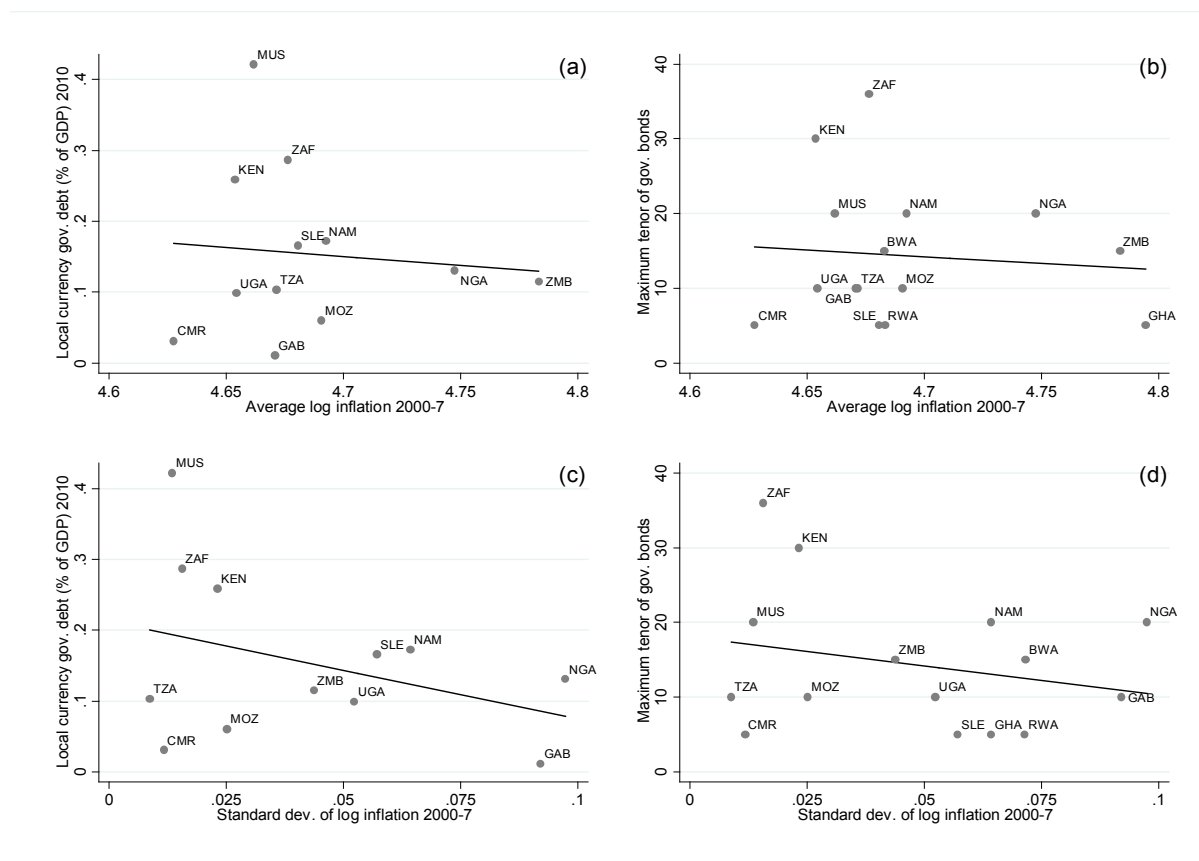 (a)
Local currency gov. debt (% of GDP) 2010
.4
.3
.2
.1
0
MUS
ZAF
KEN
SLE
NAM
UGA
TZA
NGA
ZMB
MOZ
CMR
GAB
4.6
4.65
4.7
4.75
4.8
Average log inflation 2000-7
(b)
Maximum tenor of gov. bonds
40
30
20
10
0
ZAF
KEN
MUS
NAM
NGA
BWA
ZMB
UGA
TZA
MOZ
GAB
CMR
SLE
RWA
GHA
4.6
4.65
4.7
4.75
4.8
Average log inflation 2000-7
(c)
Local currency gov. debt (% of GDP) 2010
.4
.3
.2
.1
0
MUS
ZAF
KEN
SLE
NAM
NGA
TZA
ZMB
UGA
MOZ
CMR
GAB
0
.025
.05
.075
.1
Standard dev. of log inflation 2000-7
(d)
Maximum tenor of gov. bonds
40
30
20
10
0
ZAF
KEN
MUS
NAM
NGA
ZMB
BWA
TZA
MOZ
UGA
GAB
CMR
SLE
GHA
RWA
0
.025
.05
.075
.1
Standard dev. of log inflation 2000-7